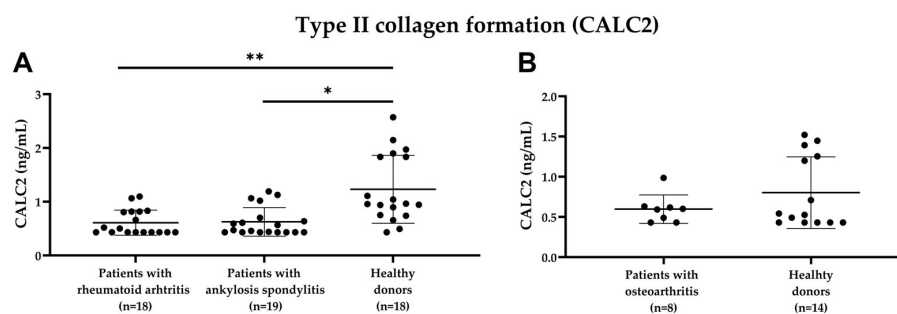 Type II collagen formation (CALC2)
A
**
*
CALC2 (ng/mL)
3
2
1
0
Patients with
rheumatoid arhtritis
(n=18)
Patients with
ankylosis spondylitis
(n=19)
Healthy
donors
(n=18)
B
CALC2 (ng/mL)
2.0
1.5
1.0
0.5
0.0
Patients with
osteoarthritis
(n=8)
Healhty
donors
(n=14)